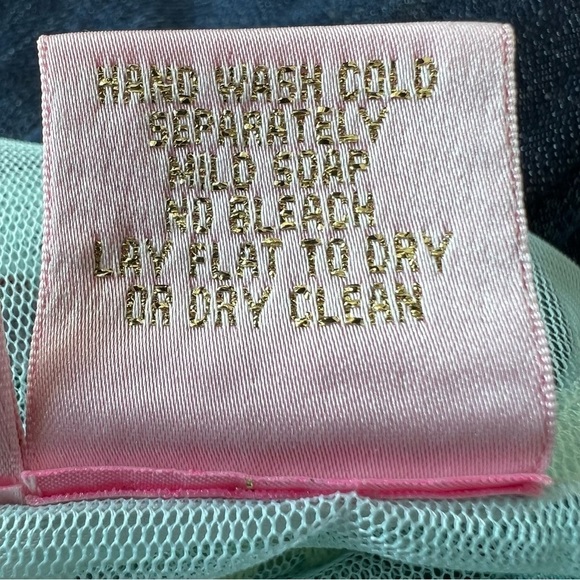 HAND WASH COLD
SEPARATELY
MILD SOAP
NO BLEACH
LAY FLAT TO DRY
OR DRY CLEAN